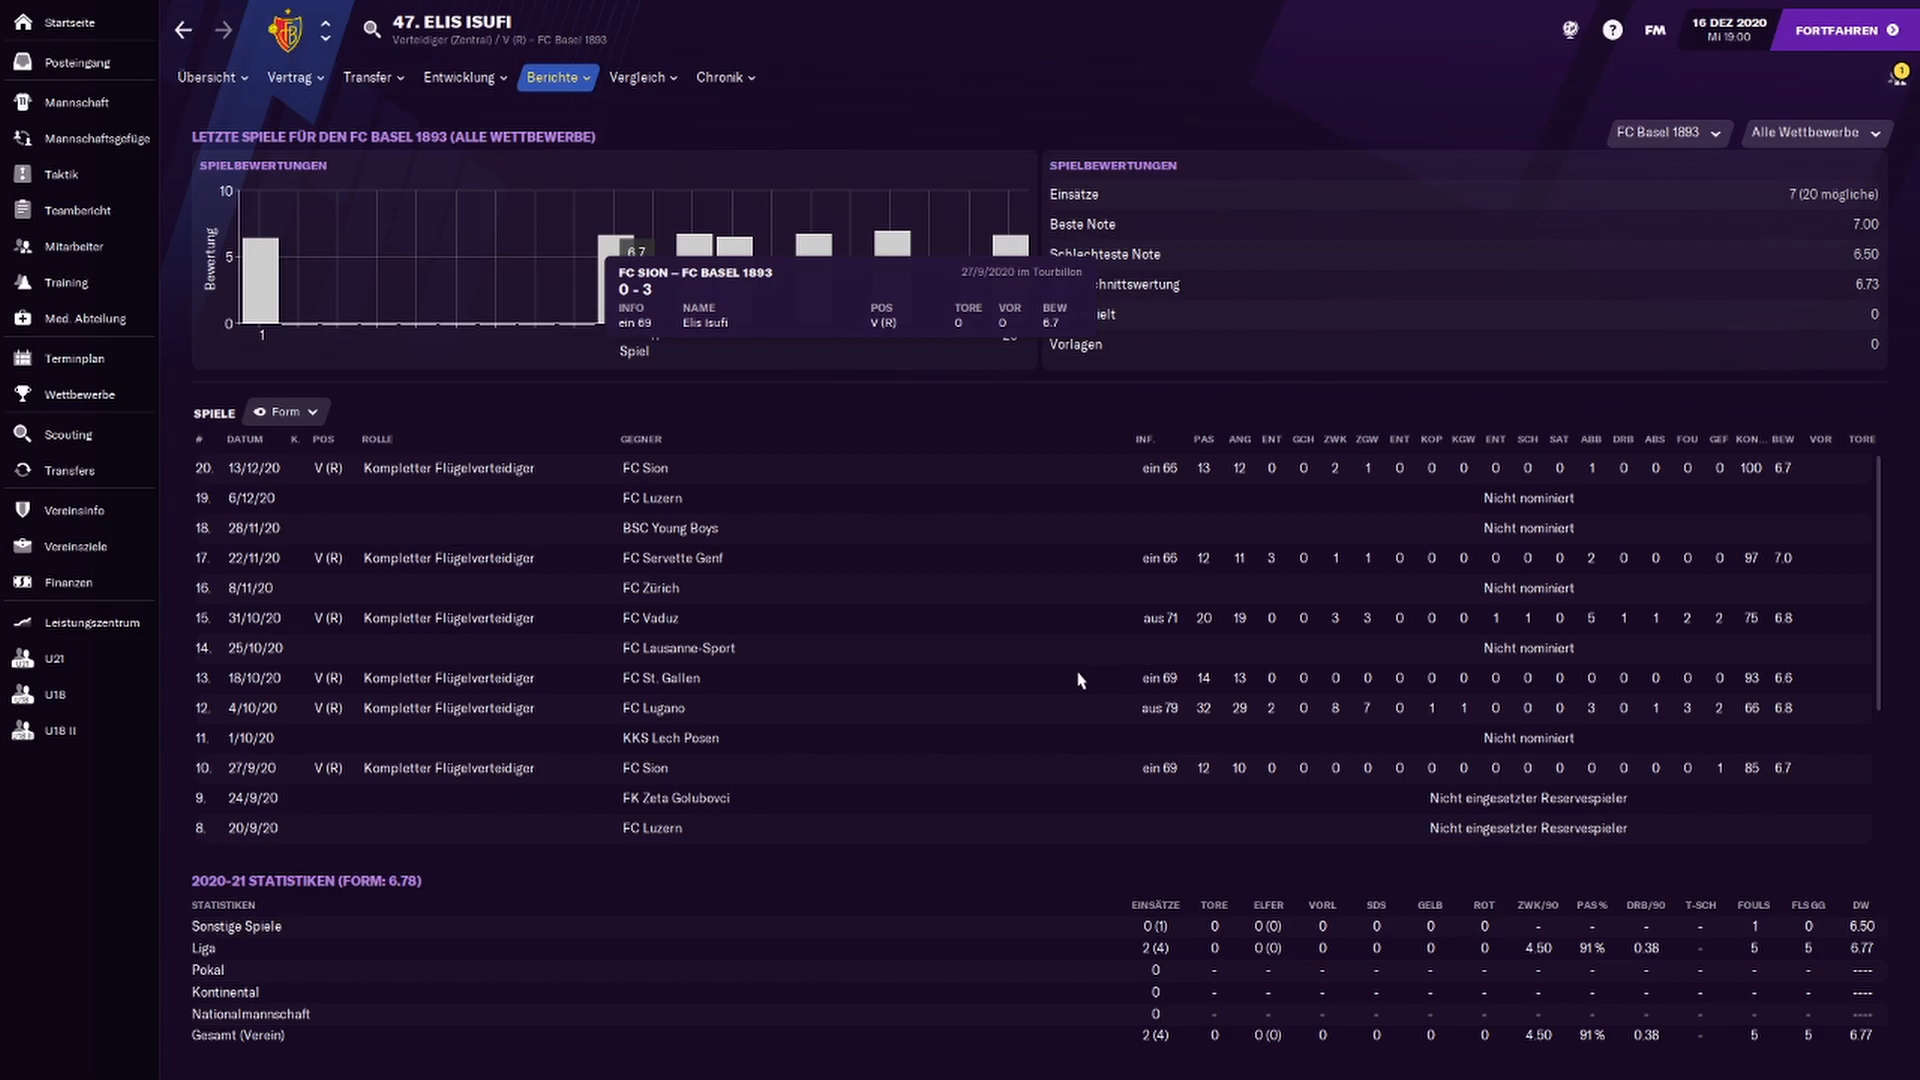 Startseite
Posteingang
Mannschaft
Mannschaftsgefüge
Taktik
Teambericht
Mitarbeiter
Training
Med. Abteilung
Terminplan
Wettbewerbe
Scouting
Transfers
Vereinsinfo
Vereinsziele
Finanzen
Leistungszentrum
U21
U18
U18 II
47. ELIS ISUFI
Verteidiger (Zentral) / V (R) - FC Basel 1893
FM
16 DEZ 2020
MI 19:00
FORTFAHREN
1
Übersicht Vertrag Transfer Entwicklung Berichte Vergleich Chronik
LETZTE SPIELE FÜR DEN FC BASEL 1893 (ALLE WETTBEWERBE)
FC Basel 1893 Alle Wettbewerbe
SPIELBEWERTUNGEN
Bewertung
10
5
0
1
Spiel
6.7
FC SION – FC BASEL 1893 27/9/2020 im Tourbillon
0 - 3
INFO NAME POS TORE VOR BEW
ein 69 Elis Isufi V (R) 0 0 6.7
SPIELBEWERTUNGEN
Einsätze 7 (20 mögliche)
Beste Note 7.00
Schlechteste Note 6.50
hnittswertung 6.73
ielt 0
Vorlagen 0
SPIELE Form
# DATUM K. POS ROLLE GEGNER INF. PAS ANG ENT GCH ZWK ZGW ENT KOP KGW ENT SCH SAT ABB DRB ABS FOU GEF KON... BEW VOR TORE
20. 13/12/20 V (R) Kompletter Flügelverteidiger FC Sion ein 66 13 12 0 0 2 1 0 0 0 0 0 0 1 0 0 0 0 100 6.7
19. 6/12/20 FC Luzern Nicht nominiert
18. 28/11/20 BSC Young Boys Nicht nominiert
17. 22/11/20 V (R) Kompletter Flügelverteidiger FC Servette Genf ein 66 12 11 3 0 1 1 0 0 0 0 0 0 2 0 0 0 0 97 7.0
16. 8/11/20 FC Zürich Nicht nominiert
15. 31/10/20 V (R) Kompletter Flügelverteidiger FC Vaduz aus 71 20 19 0 0 3 3 0 0 0 1 1 0 5 1 1 2 2 75 6.8
14. 25/10/20 FC Lausanne-Sport Nicht nominiert
13. 18/10/20 V (R) Kompletter Flügelverteidiger FC St. Gallen ein 69 14 13 0 0 0 0 0 0 0 0 0 0 0 0 0 0 0 93 6.6
12. 4/10/20 V (R) Kompletter Flügelverteidiger FC Lugano aus 79 32 29 2 0 8 7 0 1 1 0 0 0 3 0 1 3 2 66 6.8
11. 1/10/20 KKS Lech Posen Nicht nominiert
10. 27/9/20 V (R) Kompletter Flügelverteidiger FC Sion ein 69 12 10 0 0 0 0 0 0 0 0 0 0 0 0 0 0 1 85 6.7
9. 24/9/20 FK Zeta Golubovci Nicht eingesetzter Reservespieler
8. 20/9/20 FC Luzern Nicht eingesetzter Reservespieler
2020-21 STATISTIKEN (FORM: 6.78)
STATISTIKEN EINSÄTZE TORE ELFER VORL SDS GELB ROT ZWK/90 PAS % DRB/90 T-SCH FOULS FLS GG DW
Sonstige Spiele 0 (1) 0 0 (0) 0 0 0 0 - - - - 1 0 6.50
Liga 2 (4) 0 0 (0) 0 0 0 0 4.50 91 % 0.38 - 5 5 6.77
Pokal 0 - - - - - - - - - - - - ----
Kontinental 0 - - - - - - - - - - - - ----
Nationalmannschaft 0 - - - - - - - - - - - - ----
Gesamt (Verein) 2 (4) 0 0 (0) 0 0 0 0 4.50 91 % 0.38 - 5 5 6.77